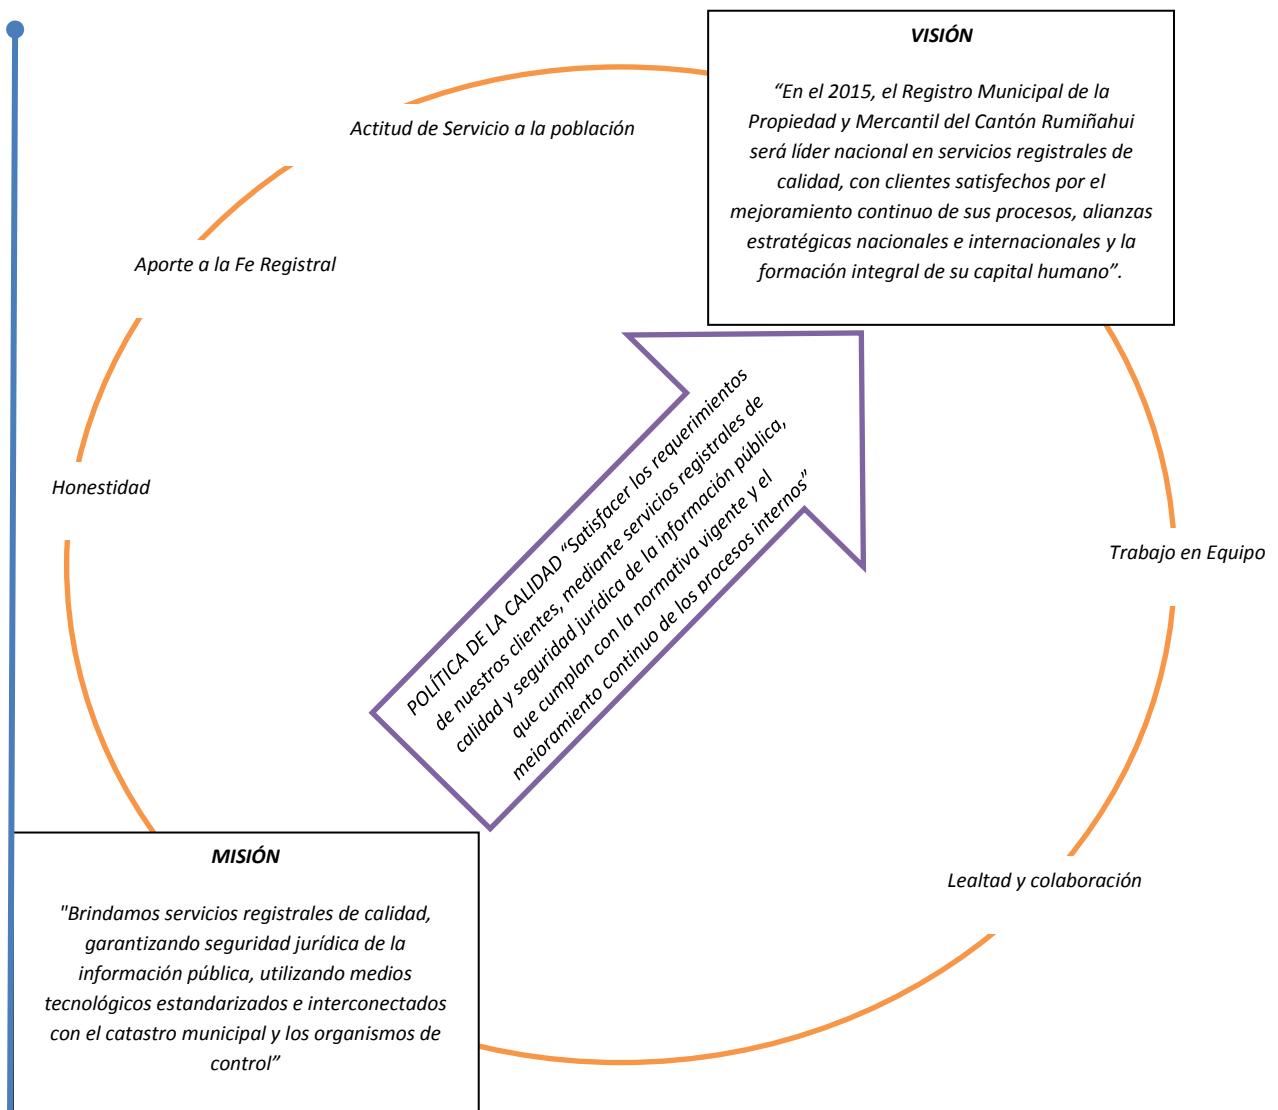 VISIÓN
“En el 2015, el Registro Municipal de la
Propiedad y Mercantil del Cantón Rumiñahui
será líder nacional en servicios registrales de
calidad, con clientes satisfechos por el
mejoramiento continuo de sus procesos, alianzas
estratégicas nacionales e internacionales y la
formación integral de su capital humano”.
Actitud de Servicio a la población
Aporte a la Fe Registral
Honestidad
POLÍTICA DE LA CALIDAD “Satisfacer los requerimientos
de nuestros clientes, mediante servicios registrales de
calidad y seguridad jurídica de la información pública,
que cumplan con la normativa vigente y el
mejoramiento continuo de los procesos internos”
Trabajo en Equipo
Lealtad y colaboración
MISIÓN
"Brindamos servicios registrales de calidad,
garantizando seguridad jurídica de la
información pública, utilizando medios
tecnológicos estandarizados e interconectados
con el catastro municipal y los organismos de
control”